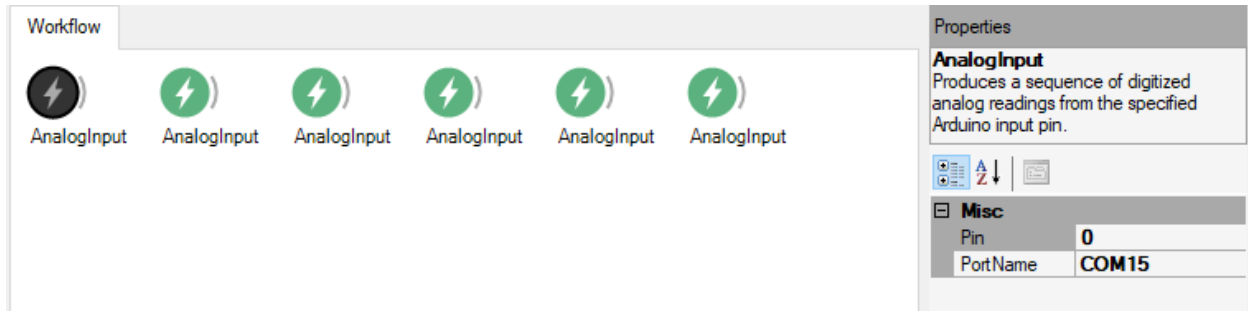 Workflow
AnalogInput AnalogInput AnalogInput AnalogInput AnalogInput AnalogInput
Properties
AnalogInput
Produces a sequence of digitized
analog readings from the specified
Arduino input pin.
A
Z
Misc
Pin 0
PortName COM15